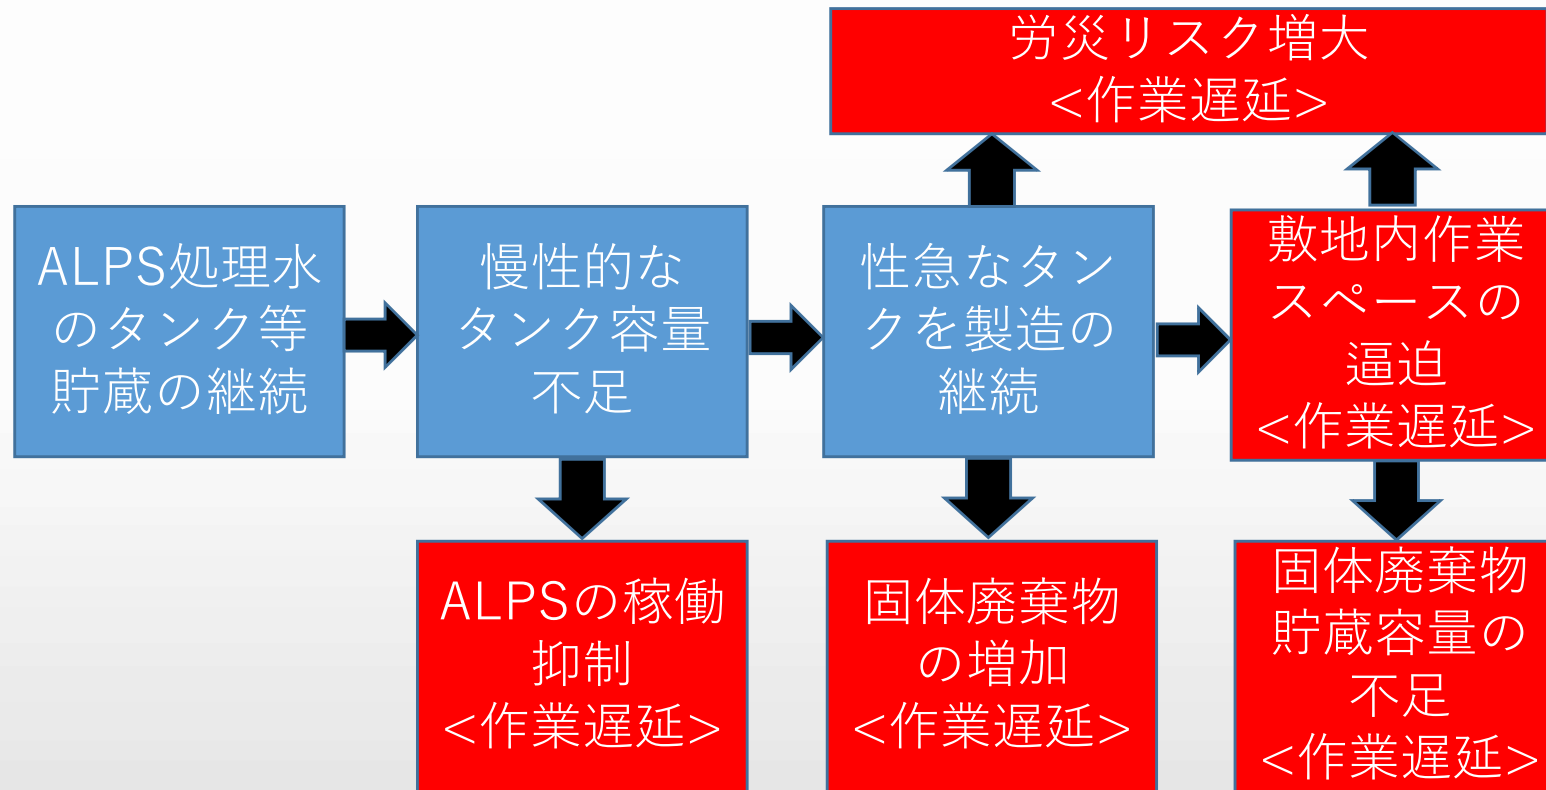 労災リスク増大
<作業遅延>
ALPS処理水
のタンク等
貯蔵の継続
慢性的な
タンク容量
不足
性急なタン
クを製造の
継続
敷地内作業
スペースの
逼迫
<作業遅延>
ALPSの稼働
抑制
<作業遅延>
固体廃棄物
の増加
<作業遅延>
固体廃棄物
貯蔵容量の
不足
<作業遅延>